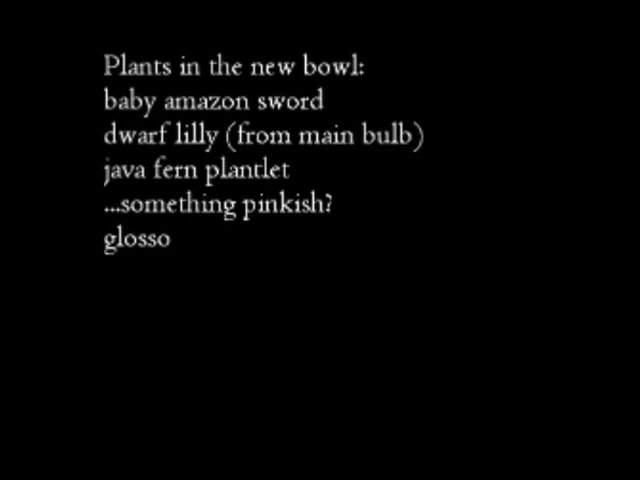 Plants in the new bowl:
baby amazon sword
dwarf lilly (from main bulb)
java fern plantlet
...something pinkish?
glosso